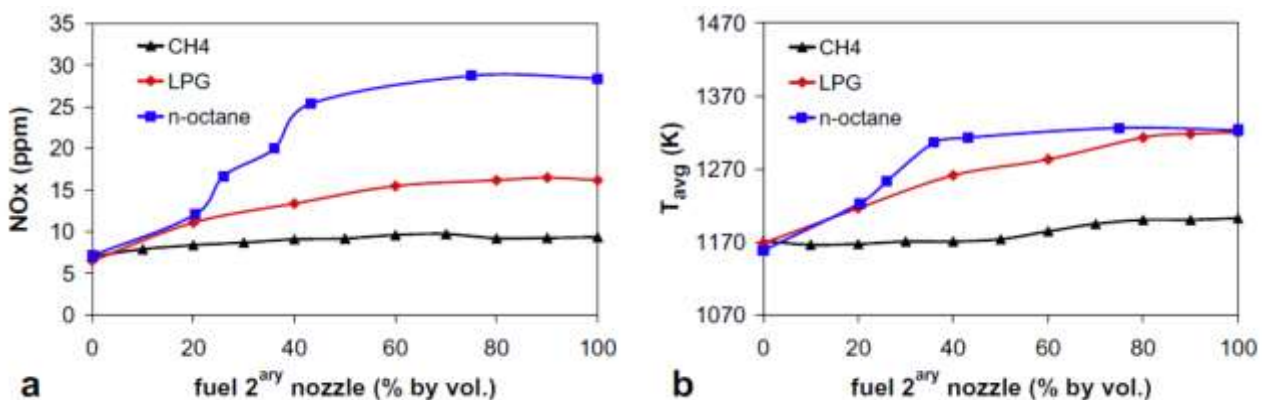 35
30
25
20
15
10
5
0
NOx (ppm)
CH4
LPG
n-octane
0 20 40 60 80 100
fuel 2ary nozzle (% by vol.)
a
1470
1370
1270
1170
1070
Tavg (K)
CH4
LPG
n-octane
0 20 40 60 80 100
fuel 2ary nozzle (% by vol.)
b